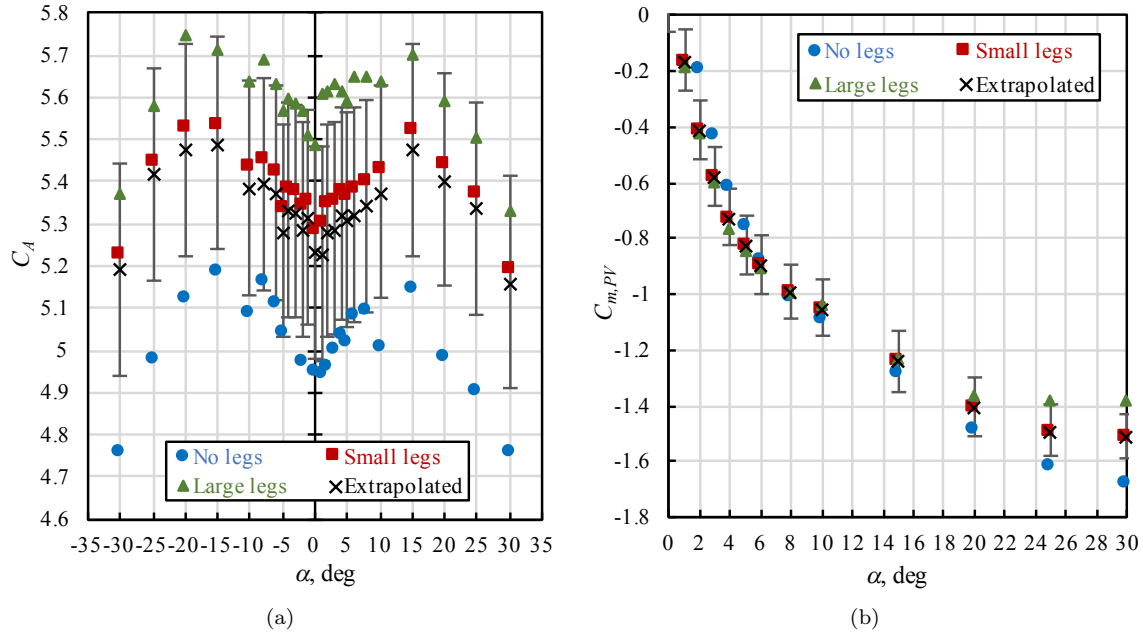 5.8
5.7
5.6
5.5
5.4
5.3
5.2
5.1
5
4.9
4.8
4.7
4.6
C_A
No legs Small legs
Large legs Extrapolated
-35 -30 -25 -20 -15 -10 -5 0 5 10 15 20 25 30 35
α, deg
(a)
0
-0.2
-0.4
-0.6
-0.8
-1
-1.2
-1.4
-1.6
-1.8
C_{m,PV}
No legs Small legs
Large legs Extrapolated
0 2 4 6 8 10 12 14 16 18 20 22 24 26 28 30
α, deg
(b)